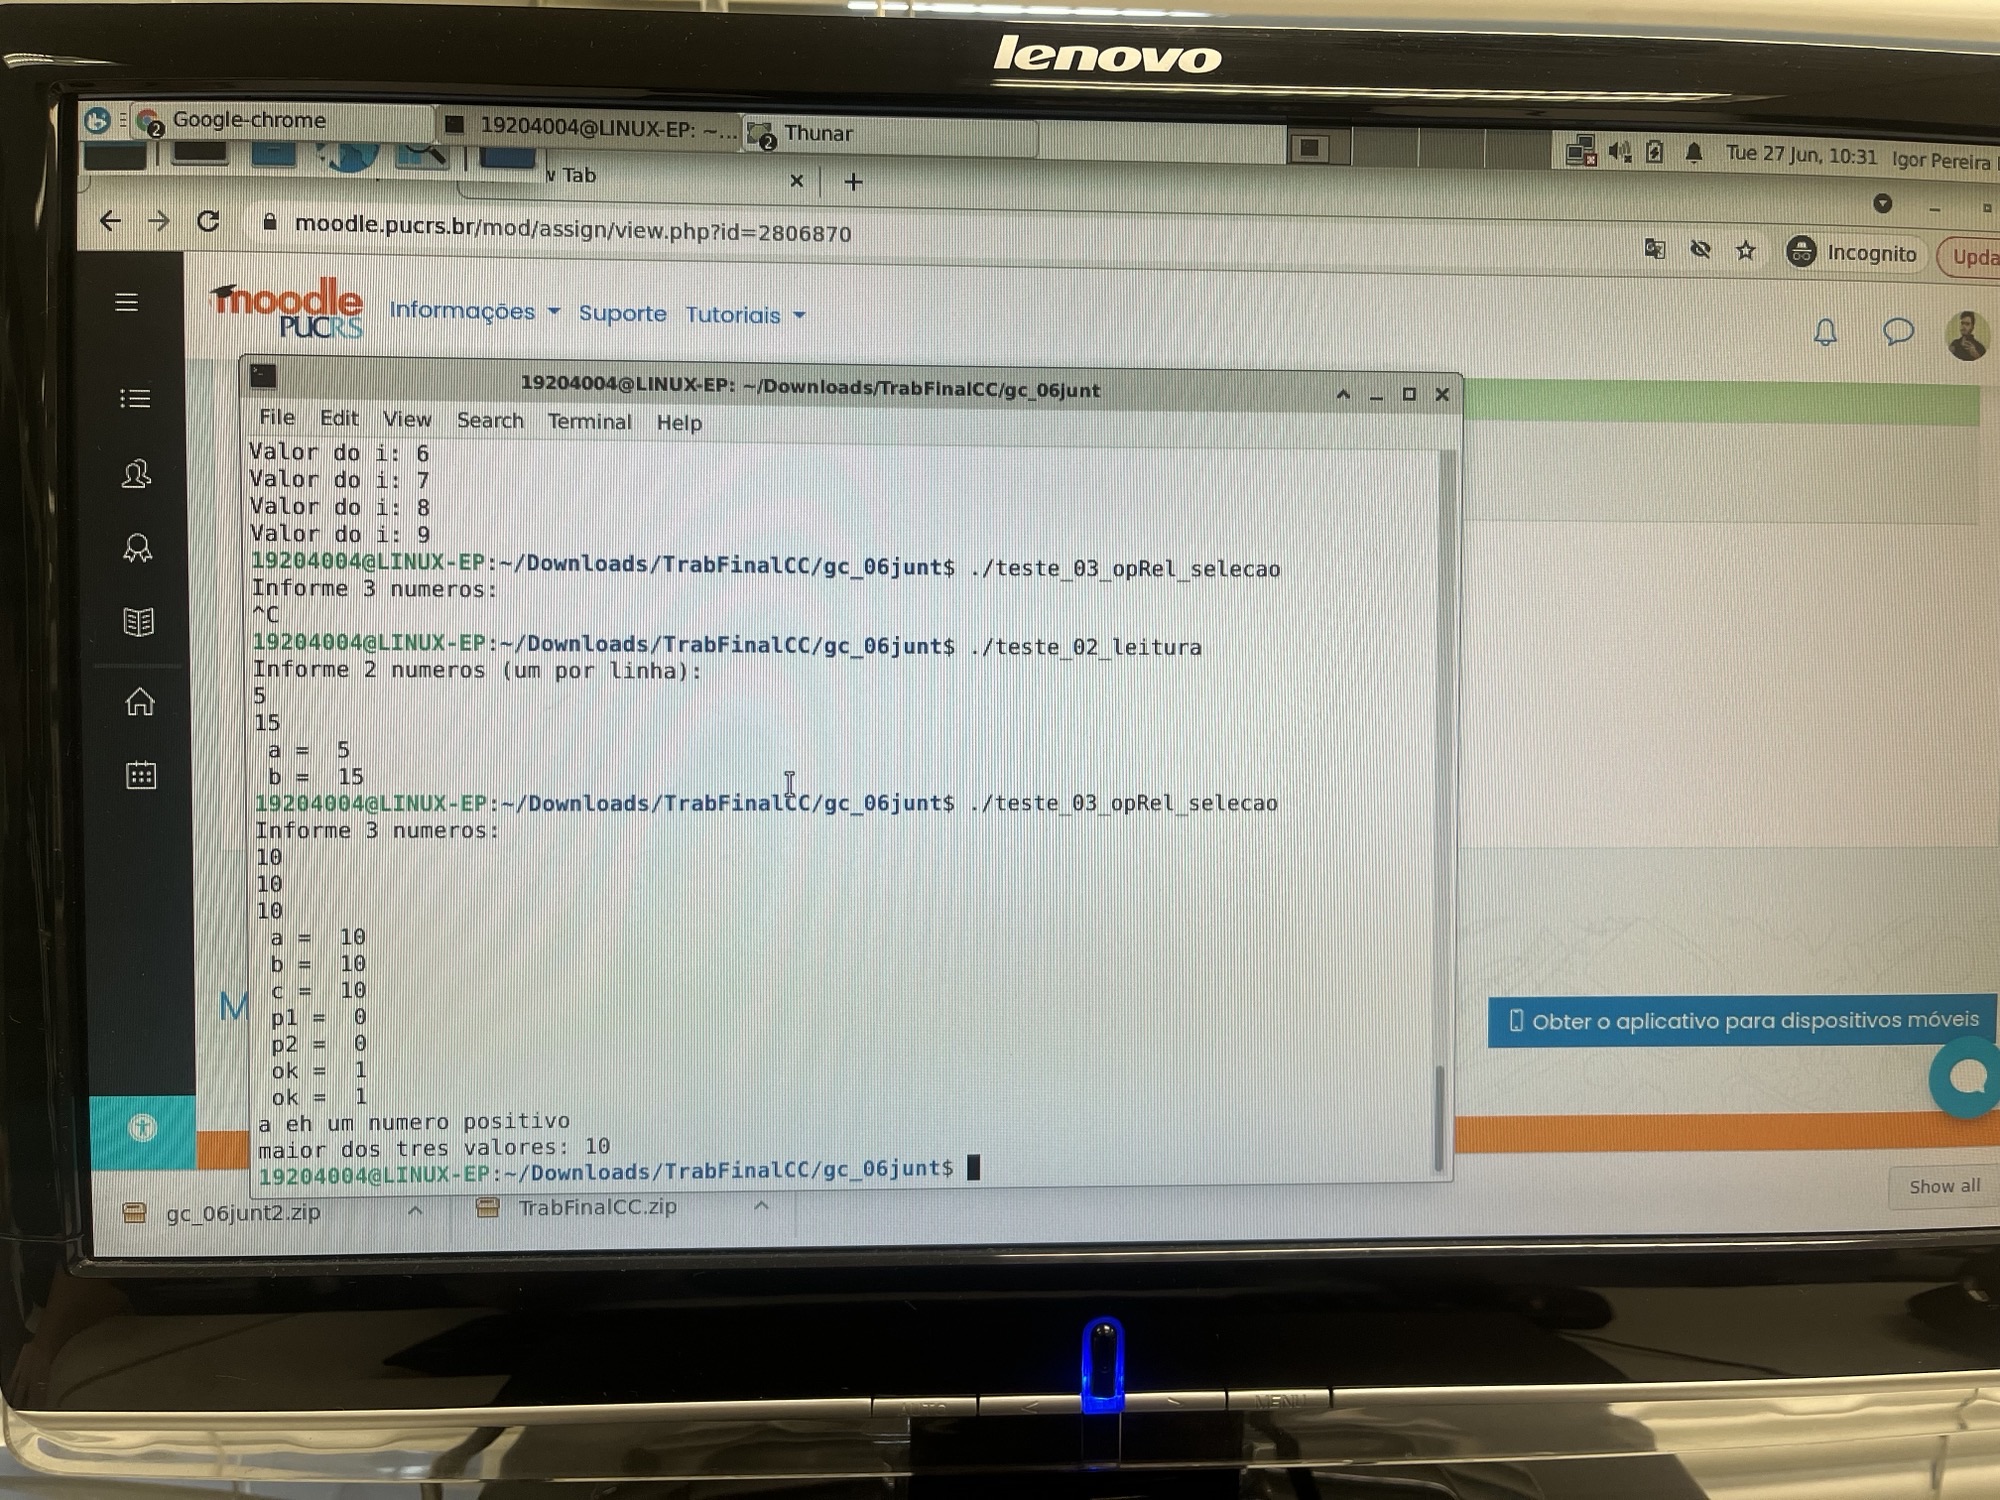 lenovo
Google-chrome
19204004@LINUX-EP: ~...
2 Thunar
Tue 27 Jun, 10:31 Igor Pereira
Tab
moodle.pucrs.br/mod/assign/view.php?id=2806870
Incognito
Upda
moodle
PUCRS
Informações Suporte Tutoriais
19204004@LINUX-EP: ~/Downloads/TrabFinalCC/gc_06junt
File Edit View Search Terminal Help
Valor do i: 6
Valor do i: 7
Valor do i: 8
Valor do i: 9
19204004@LINUX-EP:~/Downloads/TrabFinalCC/gc_06junt$ ./teste_03_opRel_selecao
Informe 3 numeros:
^C
19204004@LINUX-EP:~/Downloads/TrabFinalCC/gc_06junt$ ./teste_02_leitura
Informe 2 numeros (um por linha):
5
15
a = 5
b = 15
19204004@LINUX-EP:~/Downloads/TrabFinalCC/gc_06junt$ ./teste_03_opRel_selecao
Informe 3 numeros:
10
10
10
a = 10
b = 10
c = 10
p1 = 0
p2 = 0
ok = 1
ok = 1
a eh um numero positivo
maior dos tres valores: 10
19204004@LINUX-EP:~/Downloads/TrabFinalCC/gc_06junt$
M
Obter o aplicativo para dispositivos móveis
gc_06junt2.zip
TrabFinalCC.zip
Show all
MENU